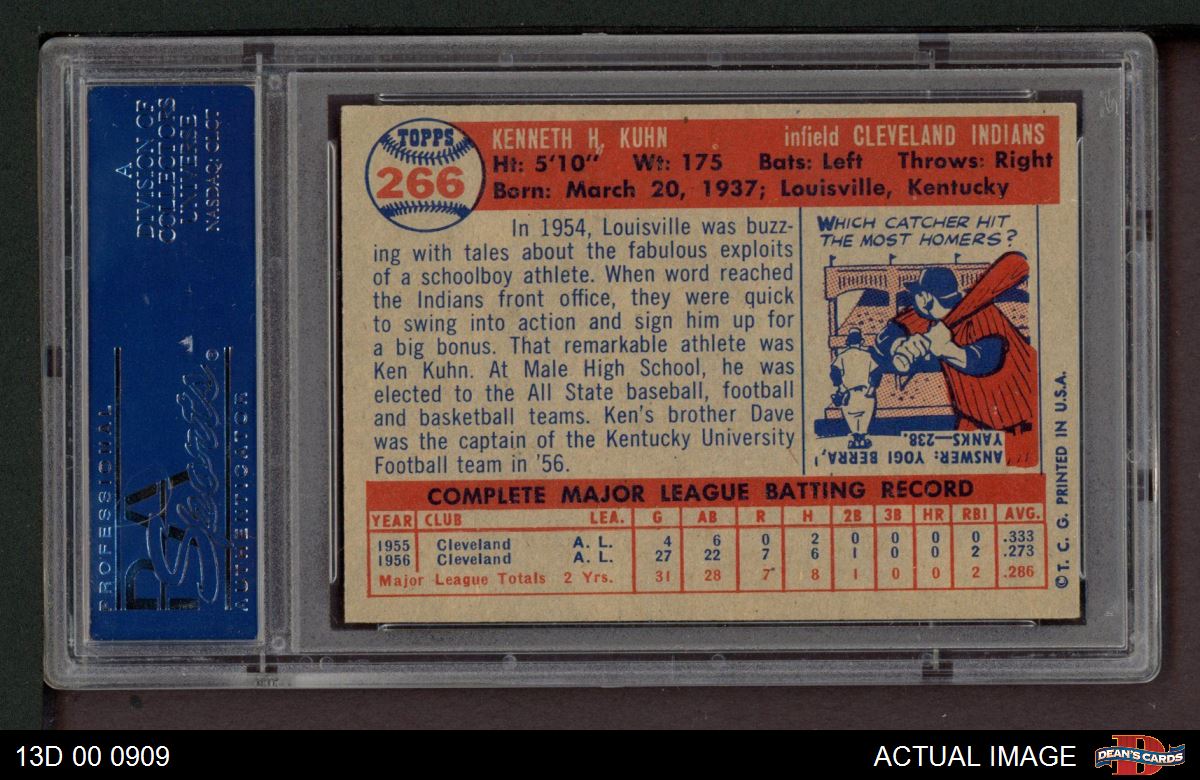 A
DIVISION OF
COLLECTORS
UNIVERSE
NASDAQ: CLCT
PROFESSIONAL
PSA
Sports®
AUTHENTICATOR
TOPPS
266
KENNETH H. KUHN infield CLEVELAND INDIANS
Ht: 5'10" Wt: 175 Bats: Left Throws: Right
Born: March 20, 1937; Louisville, Kentucky
In 1954, Louisville was buzz-
ing with tales about the fabulous exploits
of a schoolboy athlete. When word reached
the Indians front office, they were quick
to swing into action and sign him up for
a big bonus. That remarkable athlete was
Ken Kuhn. At Male High School, he was
elected to the All State baseball, football
and basketball teams. Ken's brother Dave
was the captain of the Kentucky University
Football team in '56.
WHICH CATCHER HIT
THE MOST HOMERS?
ANSWER: YOGI BERRA,
YANKS—238.
COMPLETE MAJOR LEAGUE BATTING RECORD
YEAR CLUB LEA. G AB R H 2B 3B HR RBI AVG.
1955 Cleveland A. L. 4 6 0 2 0 0 0 0 .333
1956 Cleveland A. L. 27 22 7 6 1 0 0 2 .273
Major League Totals 2 Yrs. 31 28 7 8 1 0 0 2 .286
© T. C. G. PRINTED IN U.S.A.
13D 00 0909
ACTUAL IMAGE
D
DEAN'S CARDS